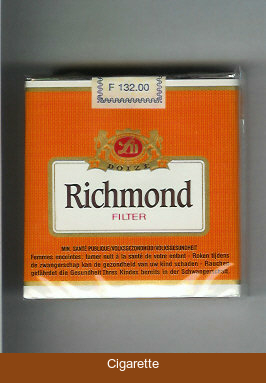 F 132.00
DOTZE
Richmond
FILTER
MIN. SANTÉ PUBLIQUE/VOLKSGEZONDHEID/VOLKSGESUNDHEIT
Femmes enceintes: fumer nuit à la santé de votre enfant - Roken tijdens
de zwangerschap kan de gezondheid van uw kind schaden - Rauchen
gefährdet die Gesundheit Ihres Kindes bereits in der Schwangerschaft.
Cigarette